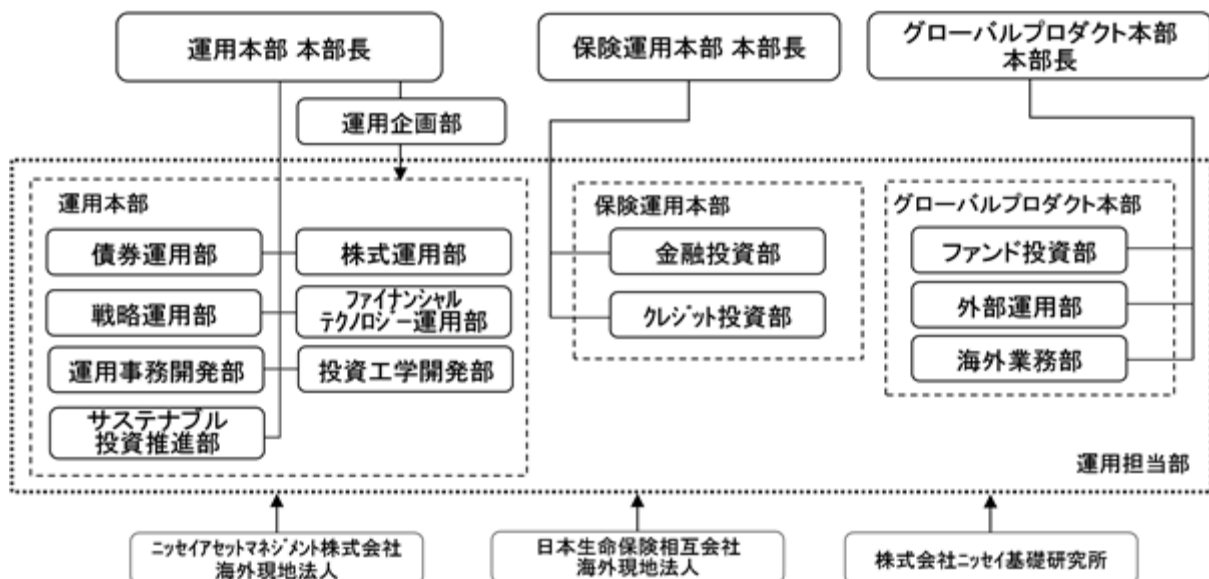 運用本部 本部長
保険運用本部 本部長
グローバルプロダクト本部
本部長
運用企画部
運用本部
債券運用部
株式運用部
戦略運用部
ファイナンシャル
テクノロジー運用部
運用事務開発部
投資工学開発部
サステナブル
投資推進部
保険運用本部
金融投資部
クレジット投資部
グローバルプロダクト本部
ファンド投資部
外部運用部
海外業務部
運用担当部
ニッセイアセットマネジメント株式会社
海外現地法人
日本生命保険相互会社
海外現地法人
株式会社ニッセイ基礎研究所